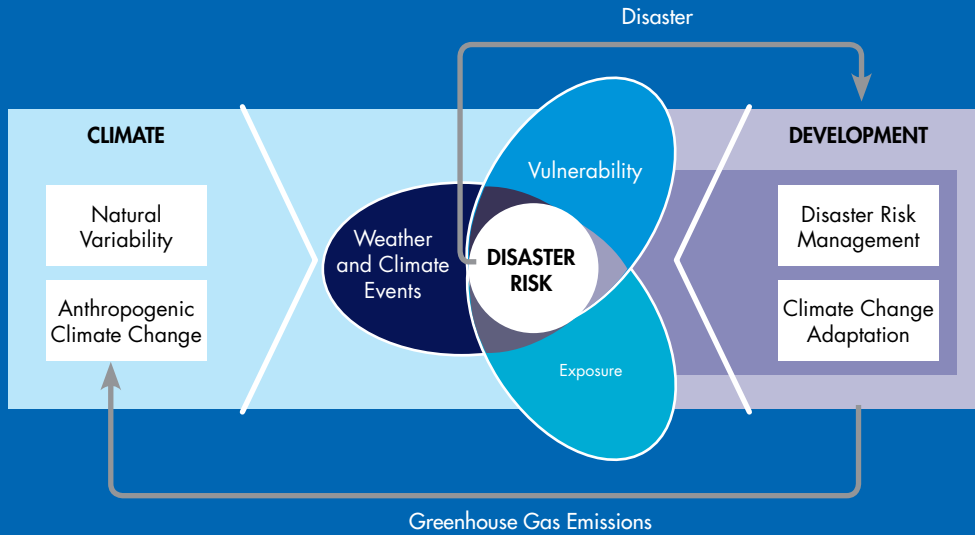 Disaster
CLIMATE
Natural
Variability
Anthropogenic
Climate Change
Weather
and Climate
Events
Vulnerability
DISASTER
RISK
Exposure
DEVELOPMENT
Disaster Risk
Management
Climate Change
Adaptation
Greenhouse Gas Emissions